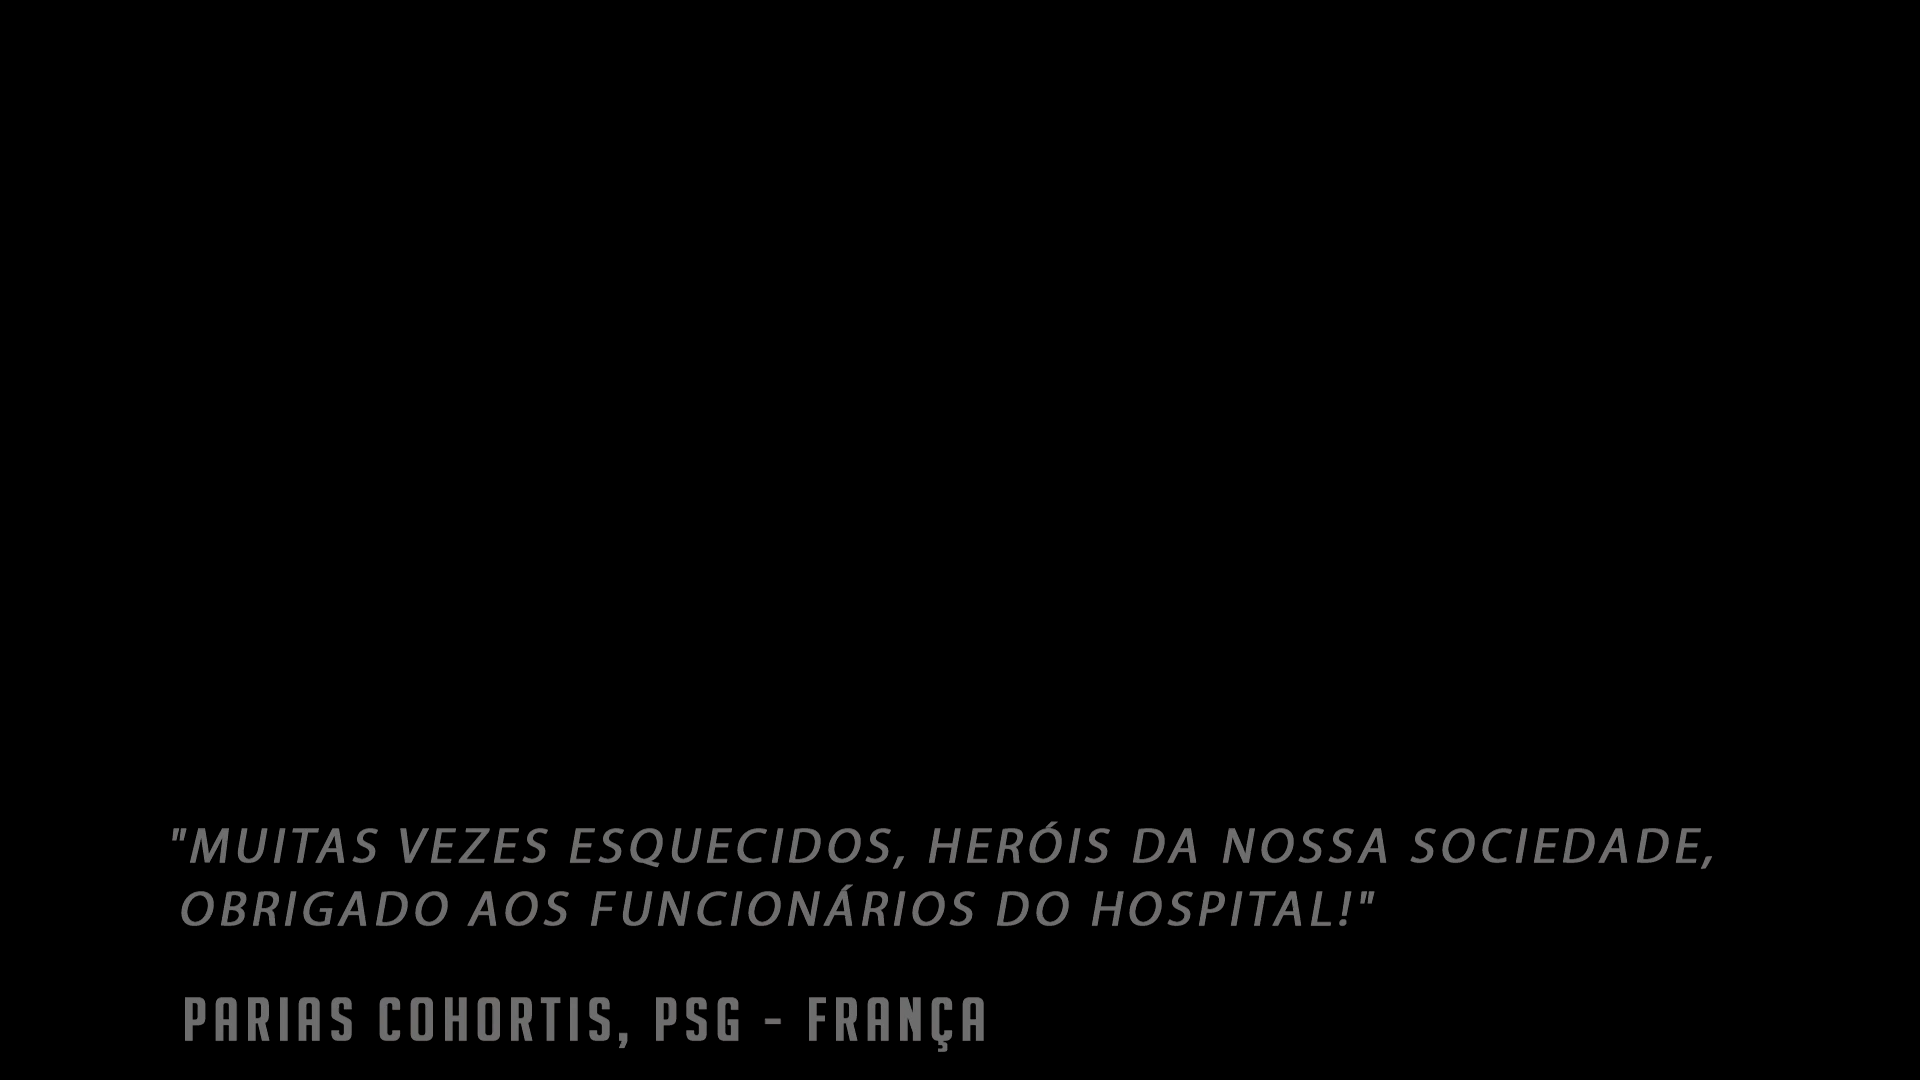 "MUITAS VEZES ESQUECIDOS, HERÓIS DA NOSSA SOCIEDADE,
OBRIGADO AOS FUNCIONÁRIOS DO HOSPITAL!"
PARIAS COHORTIS, PSG - FRANÇA